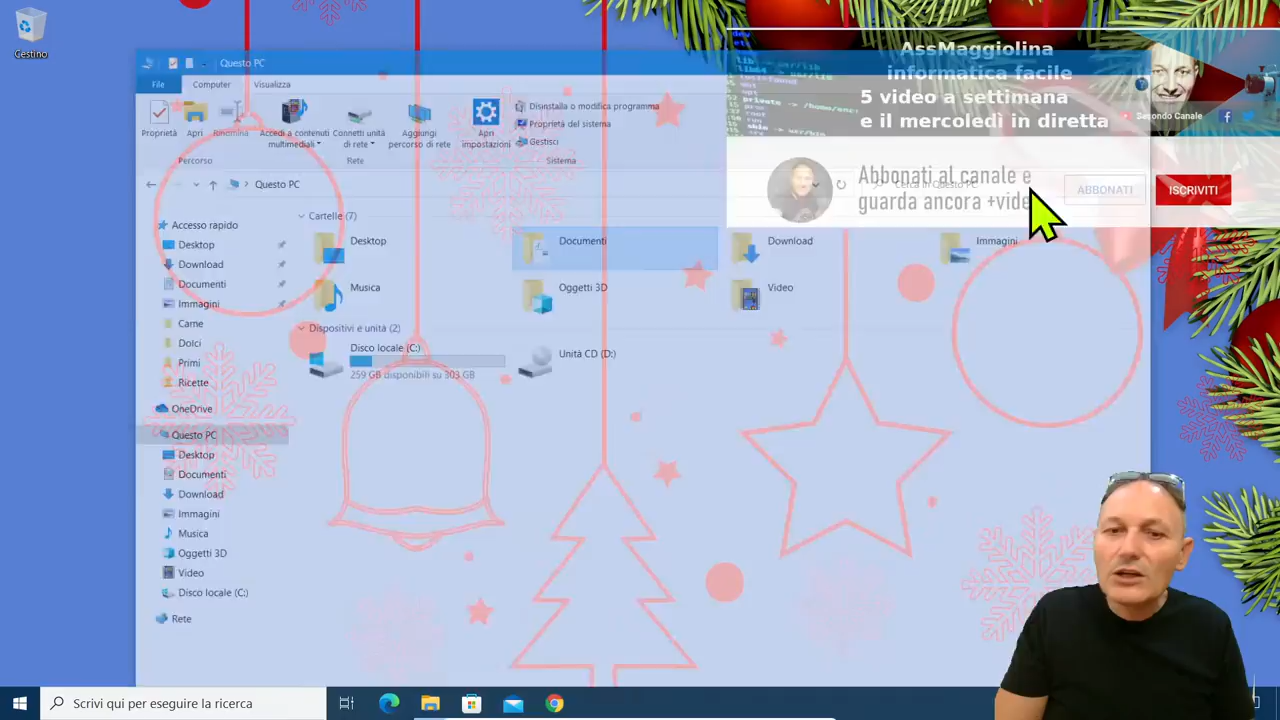 Cestino
Questo PC
File
Computer
Visualizza
Proprietà
Apri
Rinomina
Accedi a contenuti
multimediali
Connetti unità
di rete
Aggiungi
percorso di rete
Apri
impostazioni
Disinstalla o modifica programma
Proprietà del sistema
Gestisci
Percorso
Rete
Sistema
Questo PC
Cerca in Questo PC
AssMaggiolina
informatica facile
5 video a settimana
e il mercoledì in diretta
Secondo Canale
Abbonati al canale e
guarda ancora +vide
ABBONATI
ISCRIVITI
Accesso rapido
Desktop
Download
Documenti
Immagini
Carne
Dolci
Primi
Ricette
OneDrive
Questo PC
Desktop
Documenti
Download
Immagini
Musica
Oggetti 3D
Video
Disco locale (C:)
Rete
Cartelle (7)
Desktop
Documenti
Download
Immagini
Musica
Oggetti 3D
Video
Dispositivi e unità (2)
Disco locale (C:)
259 GB disponibili su 303 GB
Unità CD (D:)
Scrivi qui per eseguire la ricerca